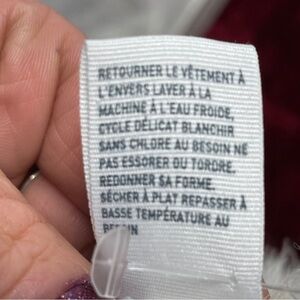 RETOURNER LE VÊTEMENT À
L'ENVERS LAVER À LA
MACHINE À L'EAU FROIDE,
CYCLE DÉLICAT BLANCHIR
SANS CHLORE AU BESOIN NE
PAS ESSORER OU TORDRE,
REDONNER SA FORME,
SÉCHER À PLAT REPASSER À
BASSE TEMPÉRATURE AU